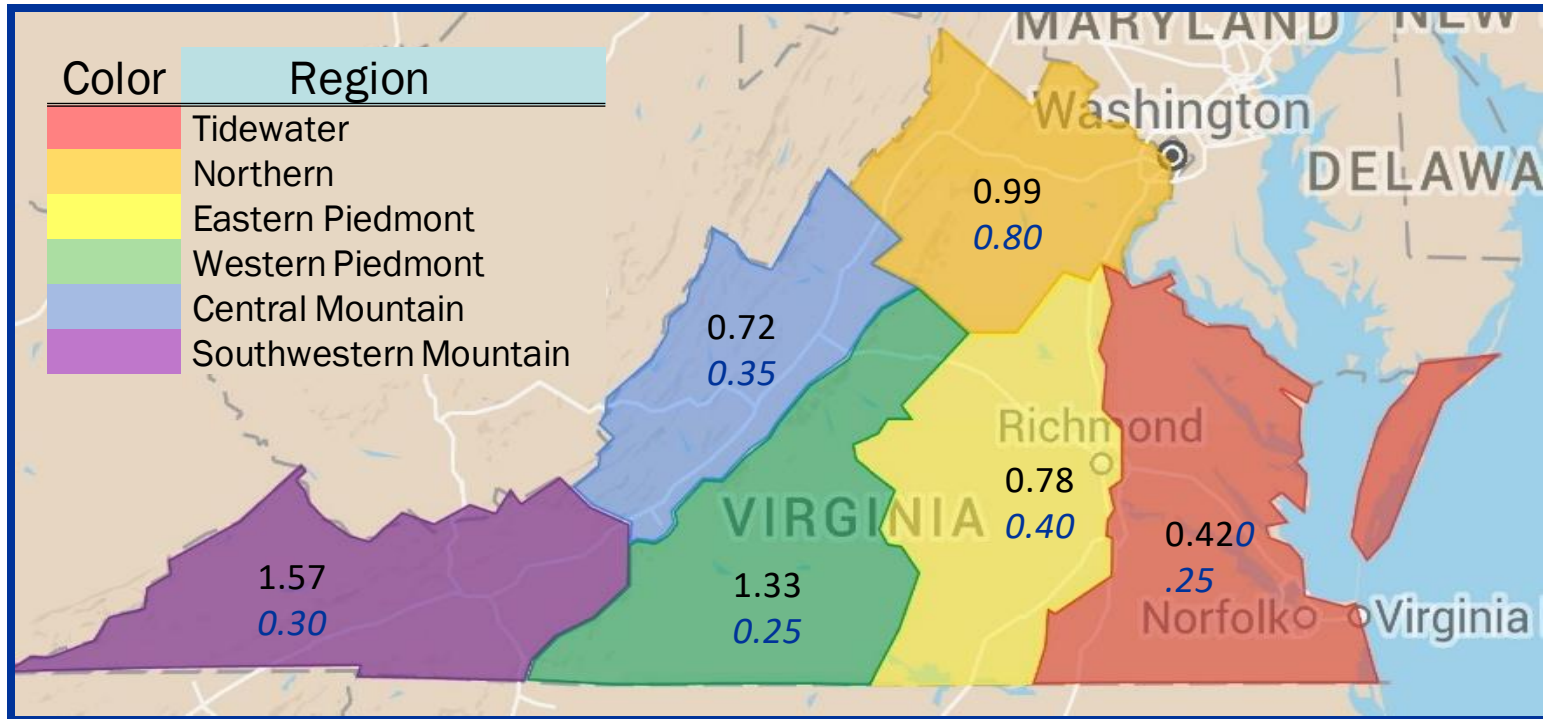 MARYLAND NEW
Color Region
Tidewater
Northern
Eastern Piedmont
Western Piedmont
Central Mountain
Southwestern Mountain
Washington
DELAWA
0.99
0.80
0.72
0.35
Richmond
0.78
0.40
VIRGINIA
0.420
.25
1.57
0.30
1.33
0.25
Norfolk
Virginia